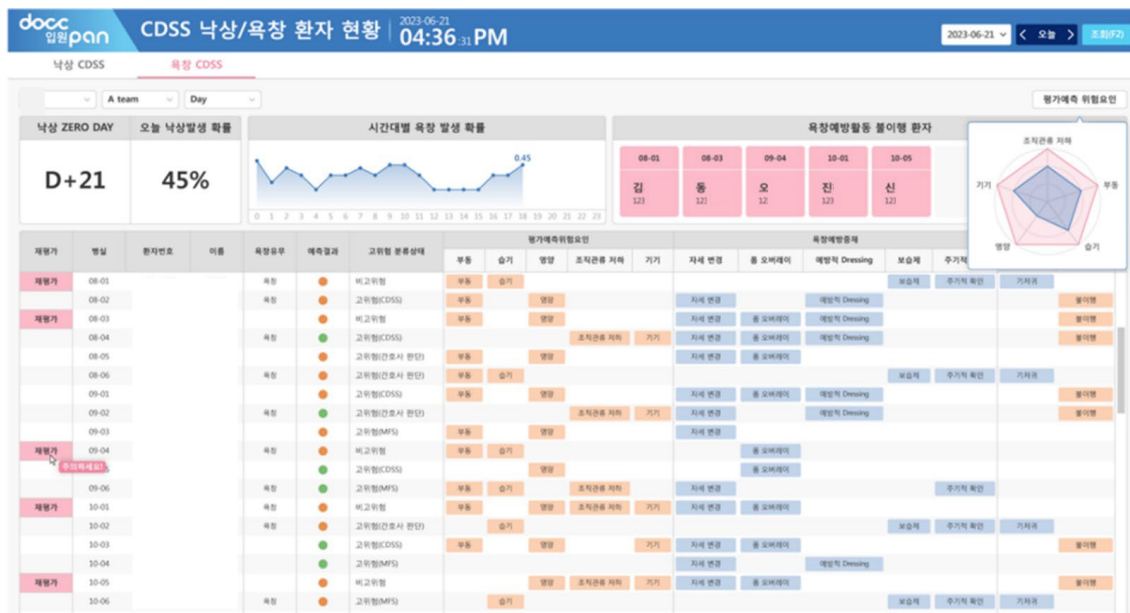 docc
입원pan
CDSS 낙상/욕창 환자 현황
2023-06-21
04:36:31 PM
2023-06-21 < 오늘 > 조회(F2)
낙상 CDSS 욕창 CDSS
A team Day
평가예측 위험요인
낙상 ZERO DAY 오늘 낙상발생 확률 시간대별 욕창 발생 확률 욕창예방활동 불이행 환자
D+21 45%
0.45
0 1 2 3 4 5 6 7 8 9 10 11 12 13 14 15 16 17 18 19 20 21 22 23
08-01 08-03 09-04 10-01 10-05
김 동 오 진 신
123 12 12 123 123
조직관류 저하
기기 부동
영양 습기
평가예측위험요인 욕창예방중재
재평가 병실 환자번호 이름 욕창유무 예측결과 고위험 분류상태 부동 습기 영양 조직관류 저하 기기 자세 변경 폼 오버레이 예방적 Dressing 보습제 주기적
재평가 08-01 욕창 비고위험 부동 습기 보습제 주기적 확인 기저귀
08-02 욕창 고위험(CDSS) 부동 영양 자세 변경 예방적 Dressing 불이행
재평가 08-03 비고위험 부동 영양 자세 변경 폼 오버레이 예방적 Dressing 불이행
08-04 욕창 고위험(CDSS) 조직관류 저하 기기 자세 변경 폼 오버레이 예방적 Dressing 불이행
08-05 고위험(간호사 판단) 부동 영양 자세 변경 폼 오버레이
08-06 욕창 고위험(간호사 판단) 부동 습기 보습제 주기적 확인 기저귀
09-01 고위험(CDSS) 부동 영양 자세 변경 폼 오버레이 예방적 Dressing 불이행
09-02 욕창 고위험(간호사 판단) 조직관류 저하 기기 자세 변경 예방적 Dressing 불이행
09-03 고위험(MFS) 부동 영양 자세 변경
재평가 09-04 욕창 비고위험 부동 습기 폼 오버레이
주의하세요! 고위험(CDSS) 영양 폼 오버레이
09-06 욕창 고위험(MFS) 부동 습기 조직관류 저하 자세 변경 주기적 확인
재평가 10-01 욕창 비고위험 부동 영양 조직관류 저하 기기 자세 변경 폼 오버레이
10-02 욕창 고위험(간호사 판단) 습기 보습제 주기적 확인 기저귀
10-03 고위험(CDSS) 부동 영양 기기 자세 변경 폼 오버레이 불이행
10-04 고위험(MFS) 자세 변경 예방적 Dressing
재평가 10-05 비고위험 영양 조직관류 저하 기기 자세 변경 폼 오버레이 불이행
10-06 욕창 고위험(MFS) 습기 보습제 주기적 확인 기저귀